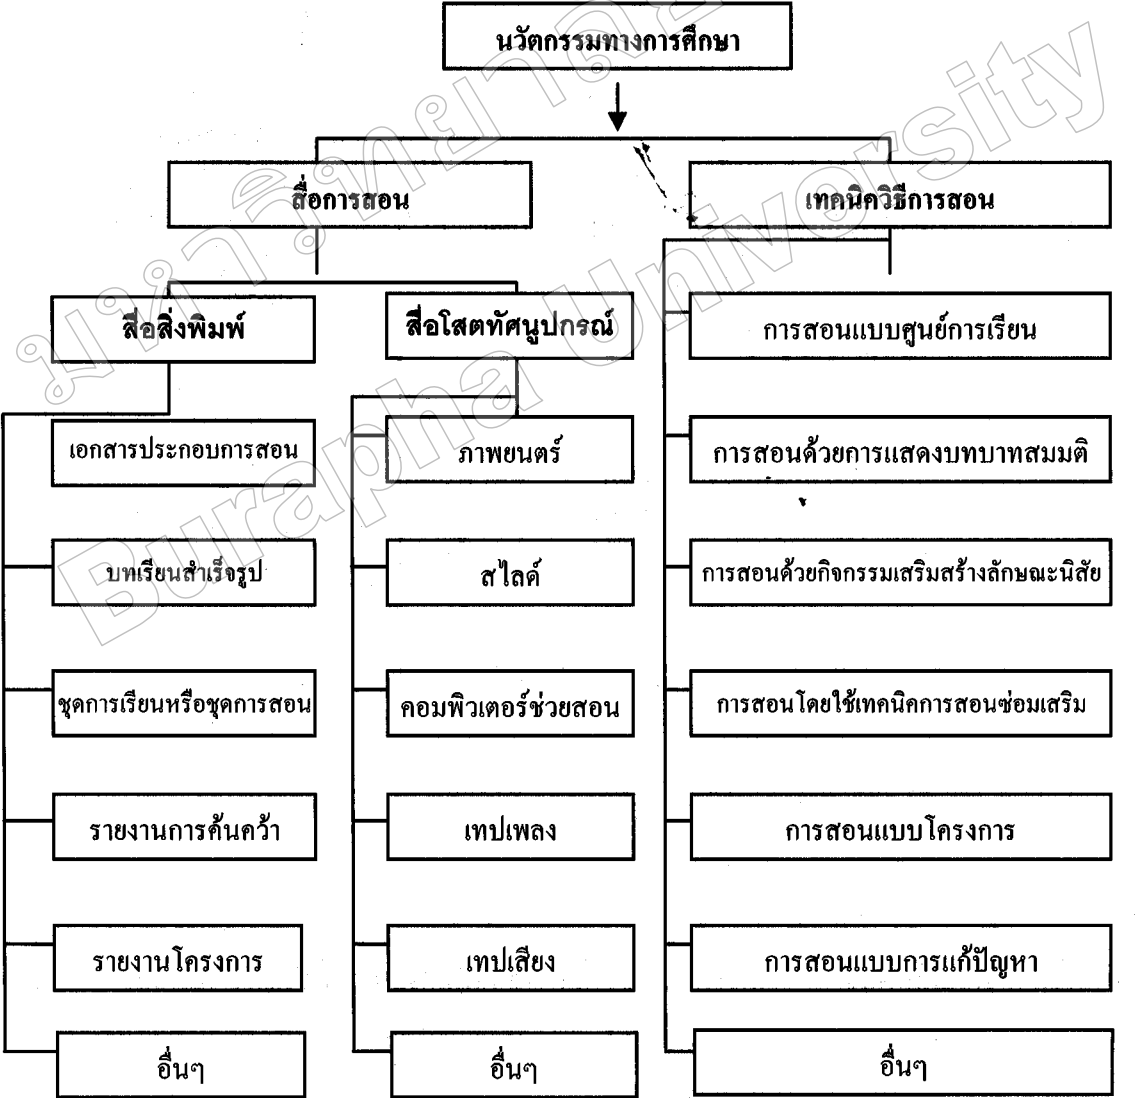 นวัตกรรมทางการศึกษา
สื่อการสอน
เทคนิควิธีการสอน
สื่อสิ่งพิมพ์
สื่อโสตทัศนูปกรณ์
การสอนแบบศูนย์การเรียน
เอกสารประกอบการสอน
ภาพยนตร์
การสอนด้วยการแสดงบทบาทสมมติ
บทเรียนสำเร็จรูป
สไลด์
การสอนด้วยกิจกรรมเสริมสร้างลักษณะนิสัย
ชุดการเรียนหรือชุดการสอน
คอมพิวเตอร์ช่วยสอน
การสอนโดยใช้เทคนิคการสอนซ่อมเสริม
รายงานการค้นคว้า
เทปเพลง
การสอนแบบโครงการ
รายงานโครงการ
เทปเสียง
การสอนแบบการแก้ปัญหา
อื่นๆ
อื่นๆ
อื่นๆ
Burapha University